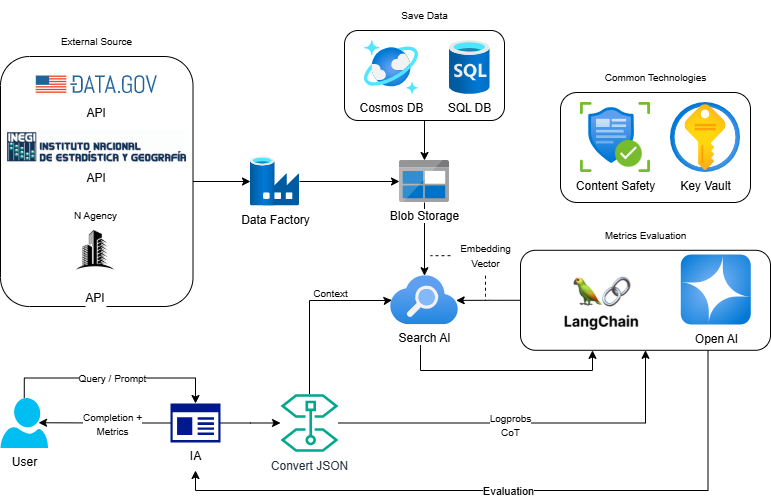 Save Data
External Source
DATA.GOV
API
INEGI
INSTITUTO NACIONAL
DE ESTADÍSTICA Y GEOGRAFÍA
API
N Agency
API
Data Factory
SQL
Cosmos DB
SQL DB
Blob Storage
Common Technologies
Content Safety
Key Vault
Metrics Evaluation
Embedding
Vector
LangChain
Open AI
Context
Search AI
Query / Prompt
Completion +
Metrics
User
IA
Convert JSON
Logprobs
CoT
Evaluation